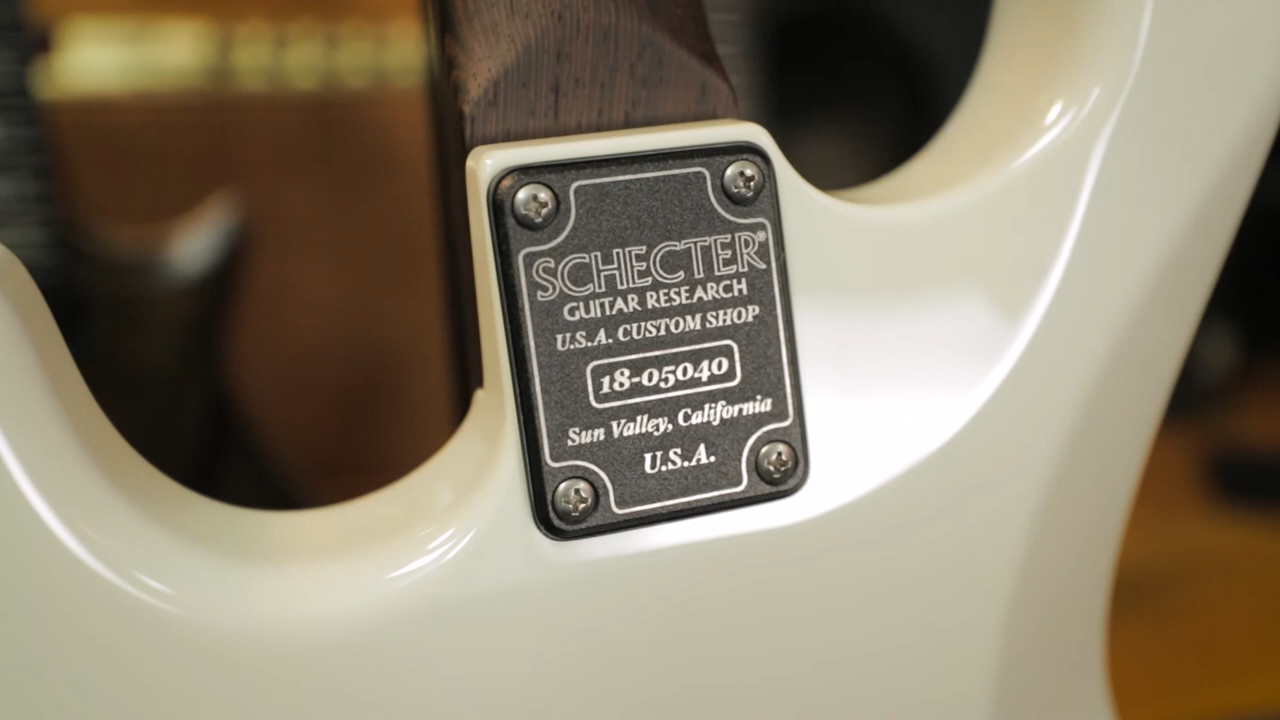 SCHECTER®
GUITAR RESEARCH
U.S.A. CUSTOM SHOP
18-05040
Sun Valley, California
U.S.A.